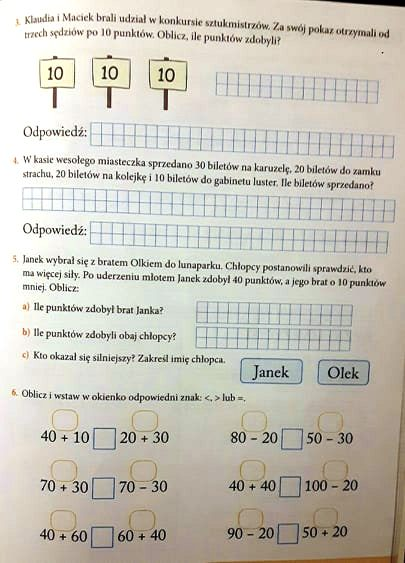 3. Klaudia i Maciek brali udział w konkursie sztukmistrzów. Za swój pokaz otrzymali od
trzech sędziów po 10 punktów. Oblicz, ile punktów zdobyli?
10 10 10
Odpowiedź:
4. W kasie wesołego miasteczka sprzedano 30 biletów na karuzelę, 20 biletów do zamku
strachu, 20 biletów na kolejkę i 10 biletów do gabinetu luster. Ile biletów sprzedano?
Odpowiedź:
5. Janek wybrał się z bratem Olkiem do lunaparku. Chłopcy postanowili sprawdzić, kto
ma więcej siły. Po uderzeniu młotem Janek zdobył 40 punktów, a jego brat o 10 punktów
mniej. Oblicz:
a) Ile punktów zdobył brat Janka?
b) Ile punktów zdobyli obaj chłopcy?
c) Kto okazał się silniejszy? Zakreśl imię chłopca.
Janek Olek
6. Oblicz i wstaw w okienko odpowiedni znak: <, > lub =.
40 + 10 20 + 30 80 – 20 50 – 30
70 + 30 70 – 30 40 + 40 100 – 20
40 + 60 60 + 40 90 – 20 50 + 20